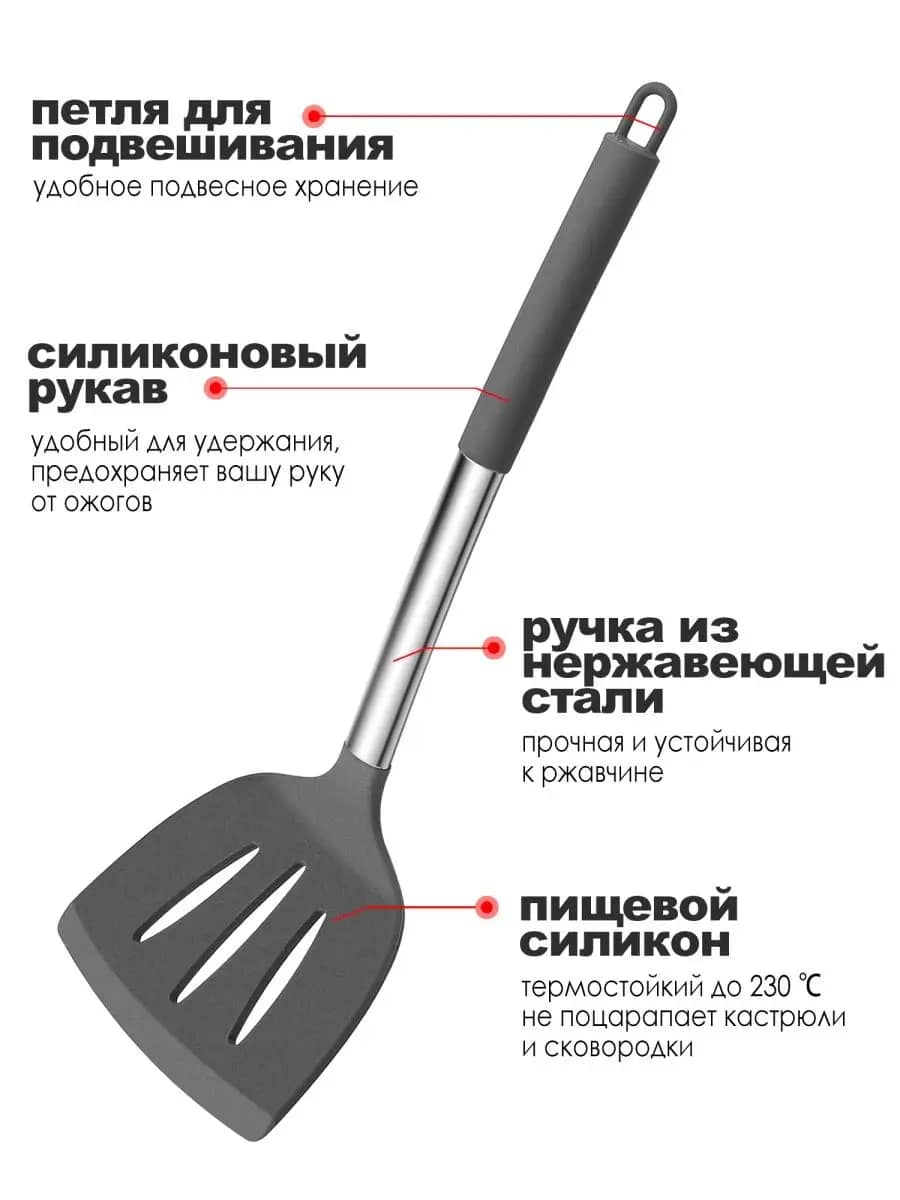 петля для
подвешивания
удобное подвесное хранение
силиконовый
рукав
удобный для удержания,
предохраняет вашу руку
от ожогов
ручка из
нержавеющей
стали
прочная и устойчивая
к ржавчине
пищевой
силикон
термостойкий до 230 ℃
не поцарапает кастрюли
и сковородки